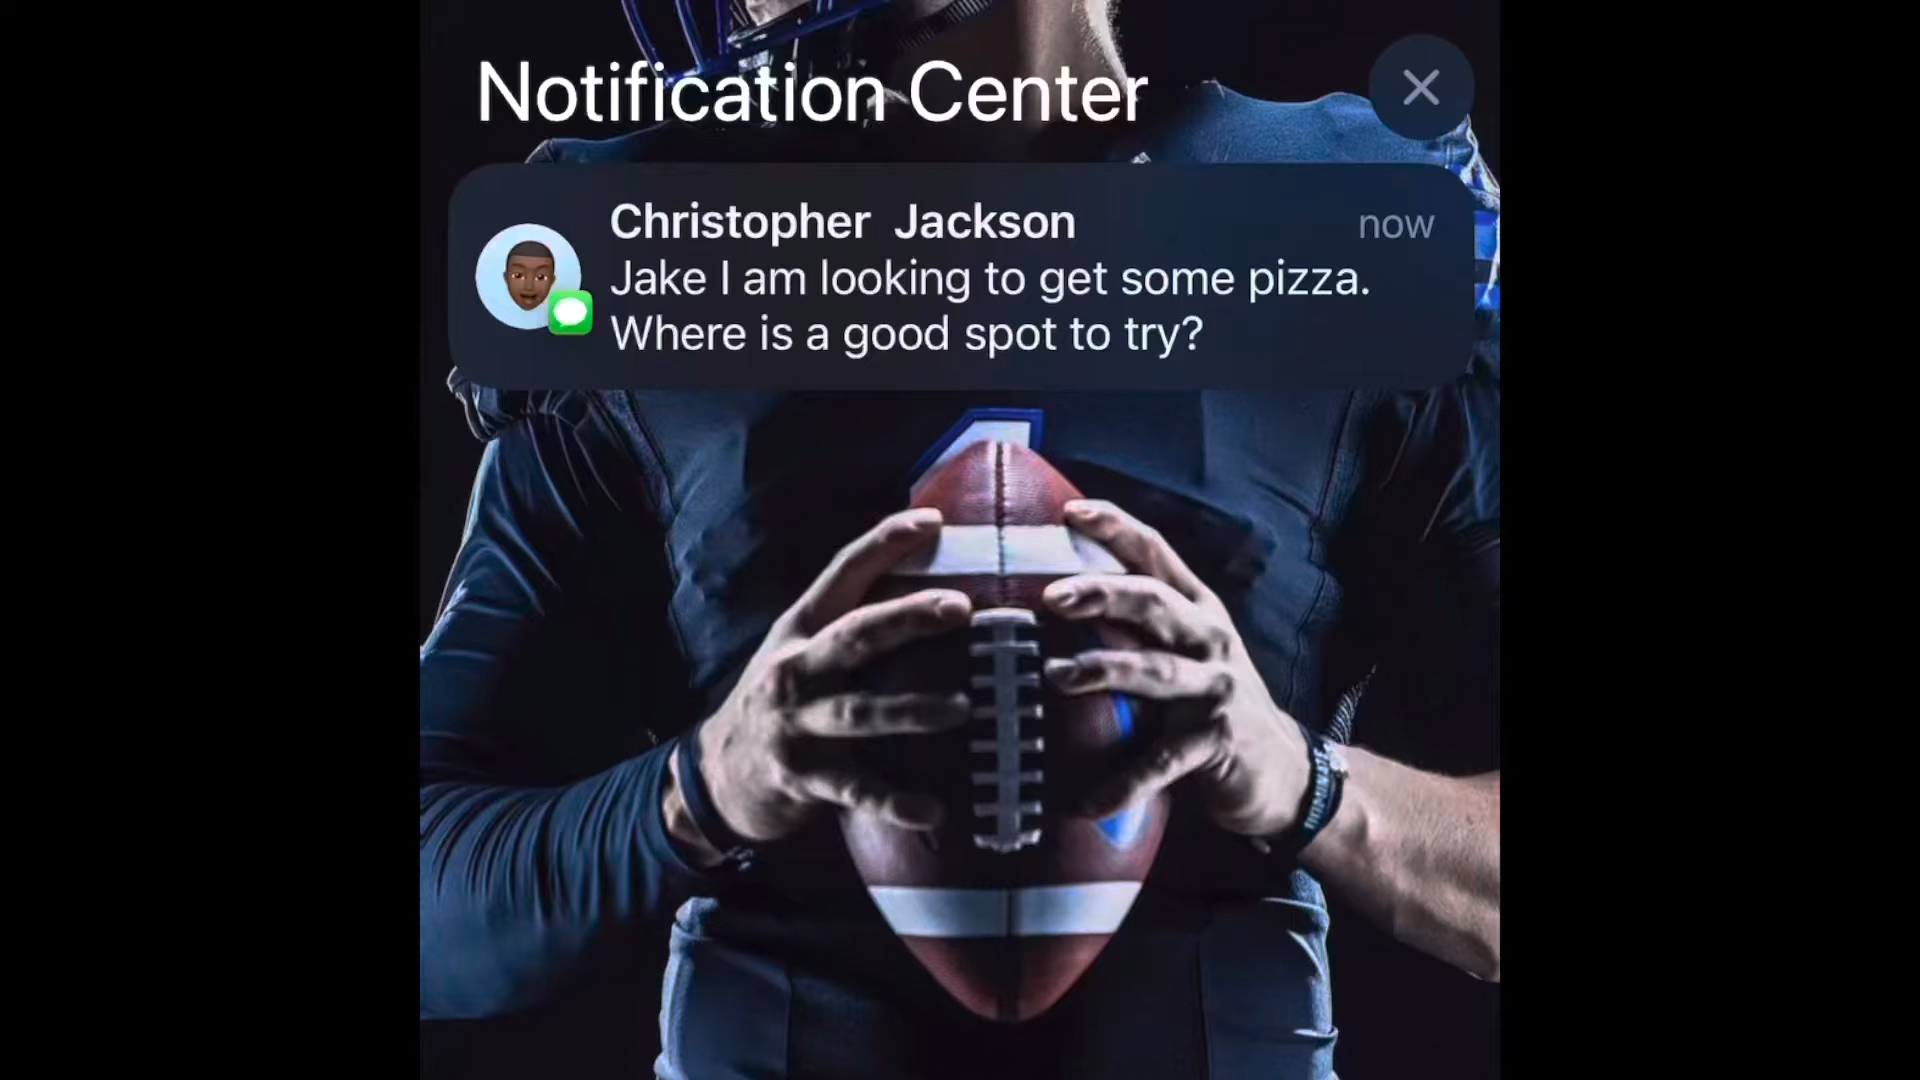 Notification Center
Christopher Jackson
now
Jake I am looking to get some pizza.
Where is a good spot to try?